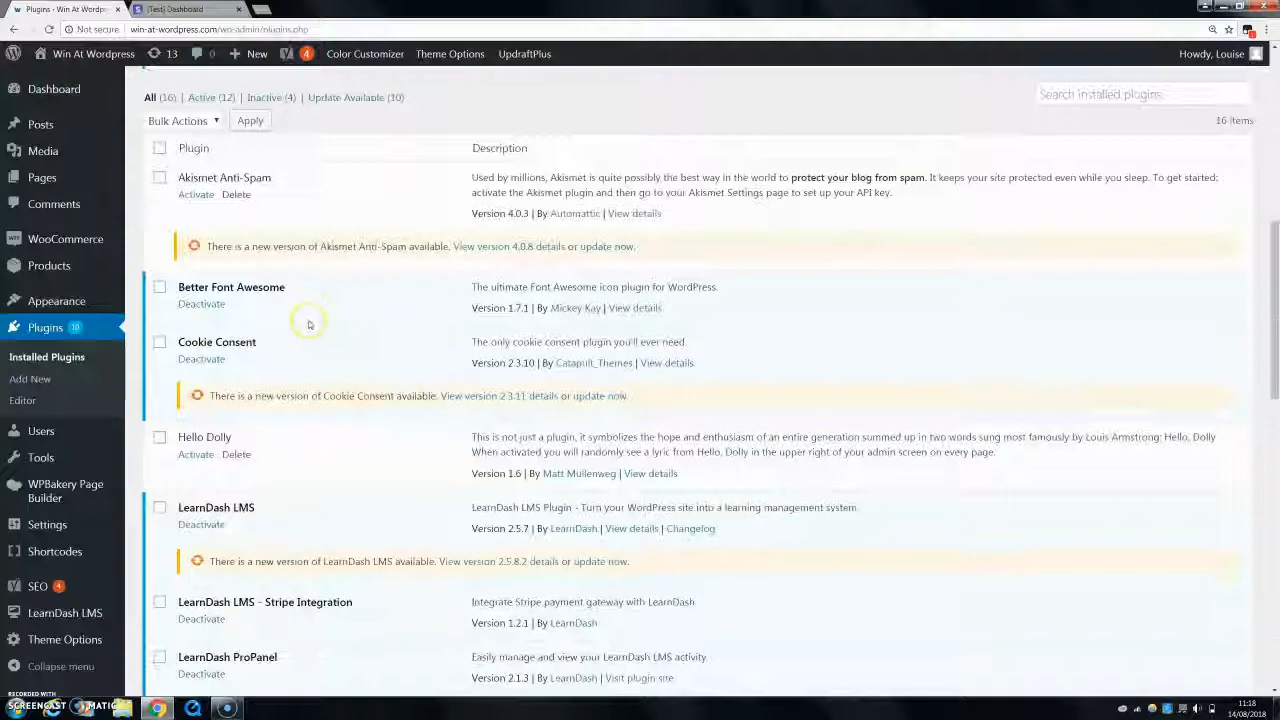 Plugins - Win At Wordpress
[Test] Dashboard
Not secure | win-at-wordpress.com/wp-admin/plugins.php
Win At Wordpress 13 0 New 4 Color Customizer Theme Options UpdraftPlus Howdy, Louise
Dashboard
Posts
Media
Pages
Comments
WooCommerce
Products
Appearance
Plugins 10
Installed Plugins
Add New
Editor
Users
Tools
WPBakery Page
Builder
Settings
Shortcodes
SEO 4
LearnDash LMS
Theme Options
Collapse menu
All (16) | Active (12) | Inactive (4) | Update Available (10)
Search installed plugins
Bulk Actions Apply 16 items
Plugin Description
Akismet Anti-Spam
Activate | Delete
Used by millions, Akismet is quite possibly the best way in the world to protect your blog from spam. It keeps your site protected even while you sleep. To get started:
activate the Akismet plugin and then go to your Akismet Settings page to set up your API key.
Version 4.0.3 | By Automattic | View details
There is a new version of Akismet Anti-Spam available. View version 4.0.8 details or update now.
Better Font Awesome
Deactivate
The ultimate Font Awesome icon plugin for WordPress.
Version 1.7.1 | By Mickey Kay | View details
Cookie Consent
Deactivate
The only cookie consent plugin you'll ever need.
Version 2.3.10 | By Catapult_Themes | View details
There is a new version of Cookie Consent available. View version 2.3.11 details or update now.
Hello Dolly
Activate | Delete
This is not just a plugin, it symbolizes the hope and enthusiasm of an entire generation summed up in two words sung most famously by Louis Armstrong: Hello, Dolly
When activated you will randomly see a lyric from Hello, Dolly in the upper right of your admin screen on every page.
Version 1.6 | By Matt Mullenweg | View details
LearnDash LMS
Deactivate
LearnDash LMS Plugin - Turn your WordPress site into a learning management system.
Version 2.5.7 | By LearnDash | View details | Changelog
There is a new version of LearnDash LMS available. View version 2.5.8.2 details or update now.
LearnDash LMS - Stripe Integration
Deactivate
Integrate Stripe payment gateway with LearnDash
Version 1.2.1 | By LearnDash
LearnDash ProPanel
Deactivate
Easily manage and view your LearnDash LMS activity.
Version 2.1.3 | By LearnDash | Visit plugin site
RECORDED WITH
SCREENCAST MATIC
11:18
14/08/2018